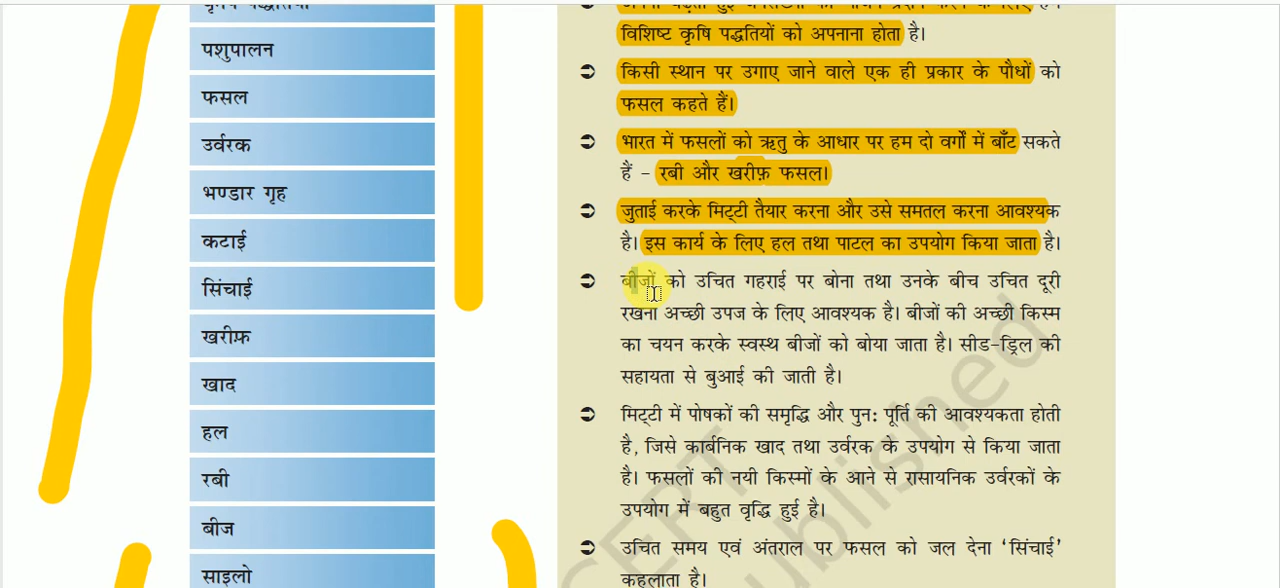 पशुपालन
फसल
उर्वरक
भण्डार गृह
कटाई
सिंचाई
खरीफ़
खाद
हल
रबी
बीज
साइलो
विशिष्ट कृषि पद्धतियों को अपनाना होता है।
किसी स्थान पर उगाए जाने वाले एक ही प्रकार के पौधों को
फसल कहते हैं।
भारत में फसलों को ऋतु के आधार पर हम दो वर्गों में बाँट सकते
हैं - रबी और खरीफ़ फसल।
जुताई करके मिट्टी तैयार करना और उसे समतल करना आवश्यक
है। इस कार्य के लिए हल तथा पाटल का उपयोग किया जाता है।
बीजों को उचित गहराई पर बोना तथा उनके बीच उचित दूरी
रखना अच्छी उपज के लिए आवश्यक है। बीजों की अच्छी किस्म
का चयन करके स्वस्थ बीजों को बोया जाता है। सीड-ड्रिल की
सहायता से बुआई की जाती है।
मिट्टी में पोषकों की समृद्धि और पुनः पूर्ति की आवश्यकता होती
है, जिसे कार्बनिक खाद तथा उर्वरक के उपयोग से किया जाता
है। फसलों की नयी किस्मों के आने से रासायनिक उर्वरकों के
उपयोग में बहुत वृद्धि हुई है।
उचित समय एवं अंतराल पर फसल को जल देना 'सिंचाई'
कहलाता है।